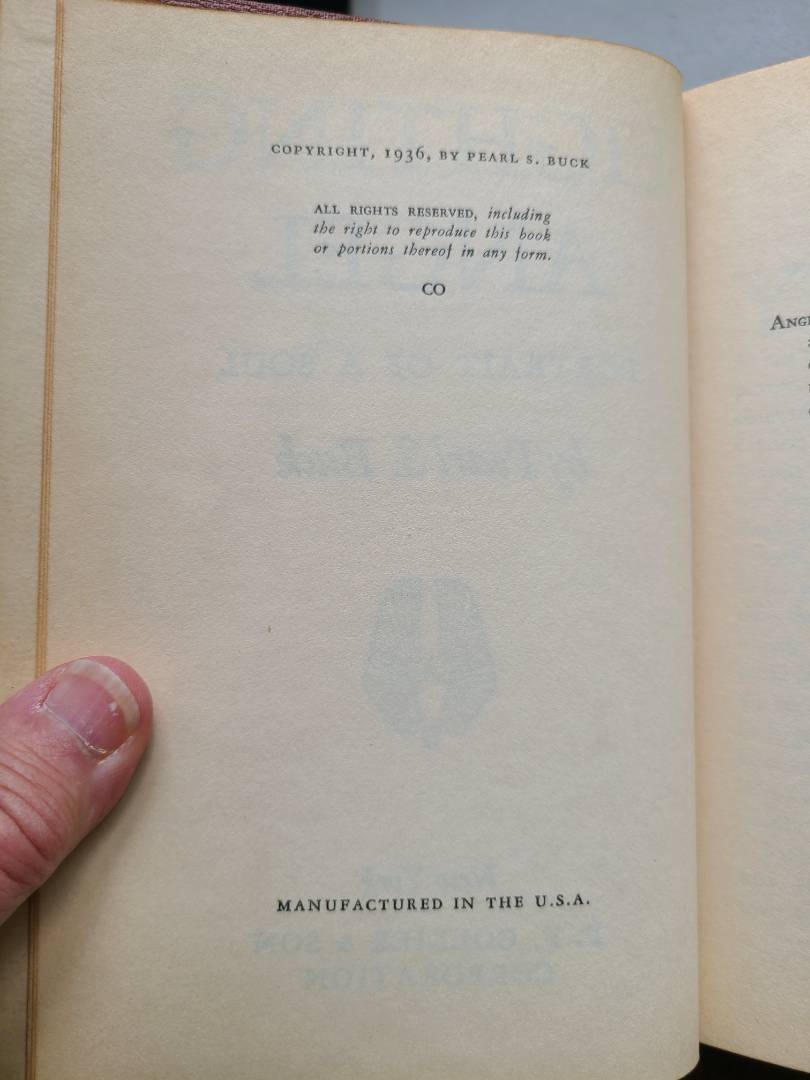 COPYRIGHT, 1936, BY PEARL S. BUCK
ALL RIGHTS RESERVED, including
the right to reproduce this book
or portions thereof in any form.
CO
MANUFACTURED IN THE U.S.A.